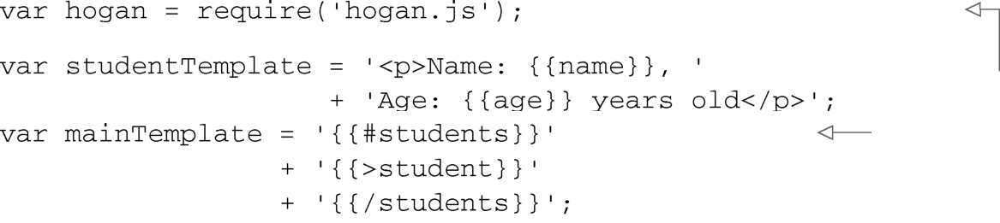 var hogan = require('hogan.js');
var studentTemplate = '<p>Name: {{name}}, '
+ 'Age: {{age}} years old</p>';
var mainTemplate = '{{#students}}'
+ '{{>student}}'
+ '{{/students}}';